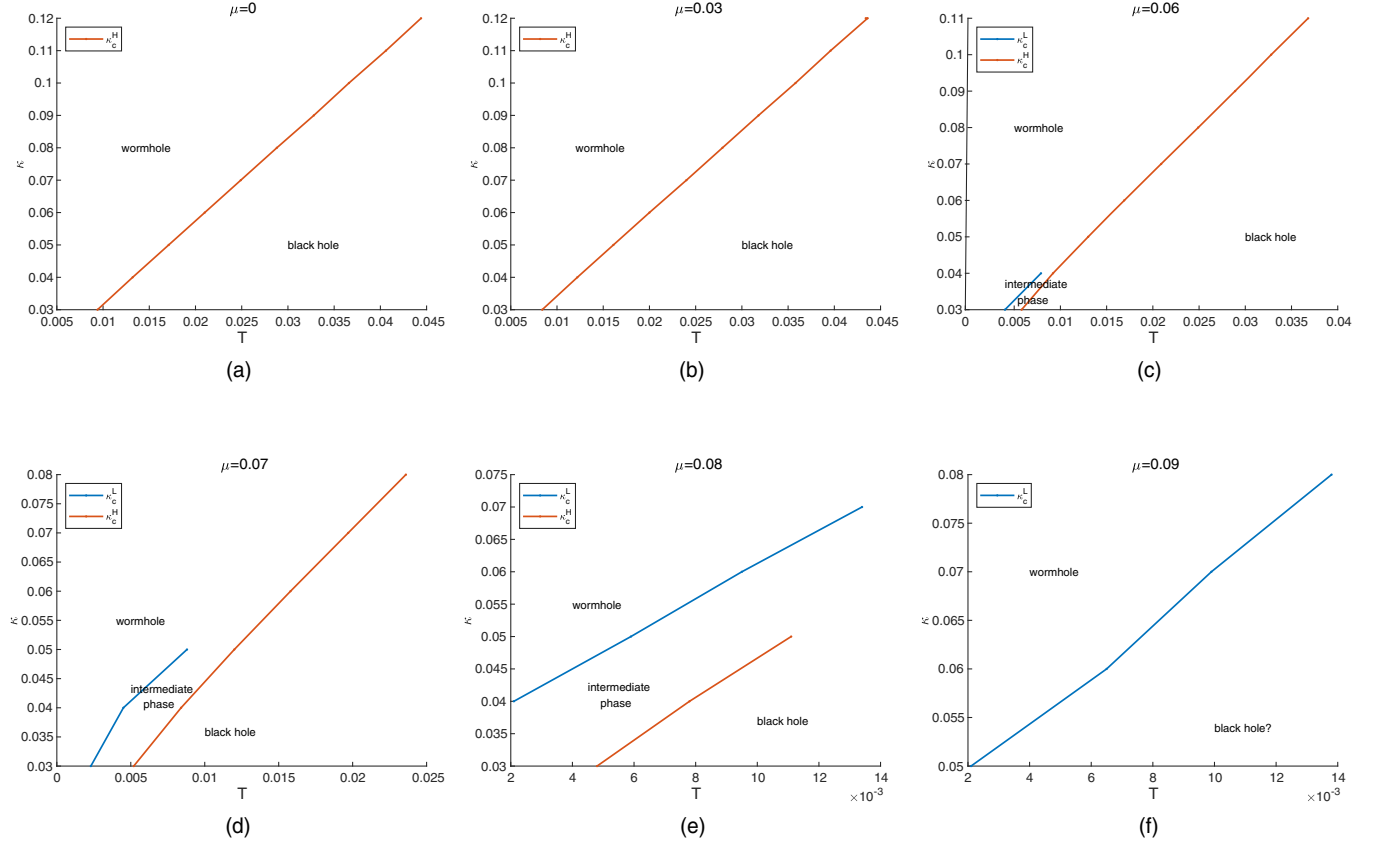 μ=0
0.12
0.11
0.1
0.09
0.08
0.07
0.06
0.05
0.04
0.03
κ
κ_c^H
wormhole
black hole
0.005 0.01 0.015 0.02 0.025 0.03 0.035 0.04 0.045
T
(a)
μ=0.03
0.12
0.11
0.1
0.09
0.08
0.07
0.06
0.05
0.04
0.03
κ
κ_c^H
wormhole
black hole
0.005 0.01 0.015 0.02 0.025 0.03 0.035 0.04 0.045
T
(b)
μ=0.06
0.11
0.1
0.09
0.08
0.07
0.06
0.05
0.04
0.03
κ
κ_c^L
κ_c^H
wormhole
black hole
intermediate
phase
0 0.005 0.01 0.015 0.02 0.025 0.03 0.035 0.04
T
(c)
μ=0.07
0.08
0.075
0.07
0.065
0.06
0.055
0.05
0.045
0.04
0.035
0.03
κ
κ_c^L
κ_c^H
wormhole
intermediate
phase
black hole
0 0.005 0.01 0.015 0.02 0.025
T
(d)
μ=0.08
0.075
0.07
0.065
0.06
0.055
0.05
0.045
0.04
0.035
0.03
κ
κ_c^L
κ_c^H
wormhole
intermediate
phase
black hole
2 4 6 8 10 12 14
T
×10^-3
(e)
μ=0.09
0.08
0.075
0.07
0.065
0.06
0.055
0.05
κ
κ_c^L
wormhole
black hole?
2 4 6 8 10 12 14
T
×10^-3
(f)